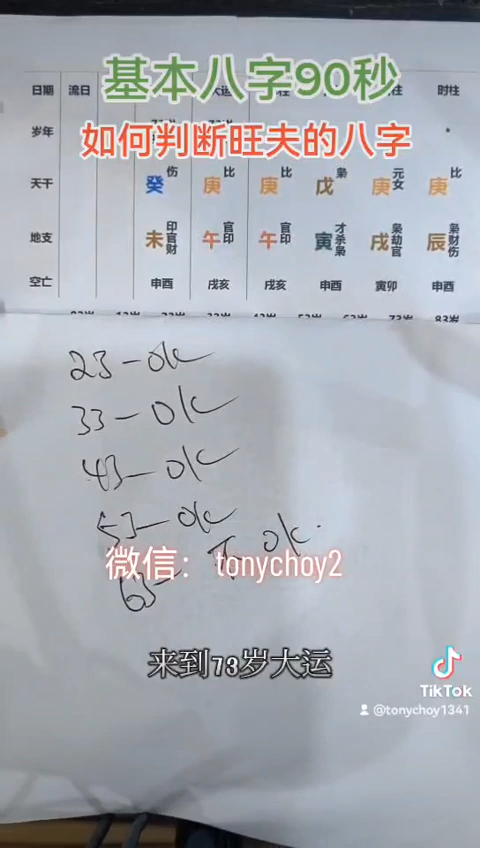 基本八字90秒
日期 流日 大运 时柱
如何判断旺夫的八字
岁年
天干 癸 伤 庚 比 庚 比 戊 枭 庚 元女 庚 比
地支 未 印官财 午 官印 午 官印 寅 才杀枭 戌 枭劫官 辰 枭财伤
空亡 申酉 戌亥 戌亥 申酉 寅卯 申酉
23-OK
33-OK
43-OK
53-OK
63- 不OK.
微信：tonychoy2
来到73岁大运
TikTok
@tonychoy1341